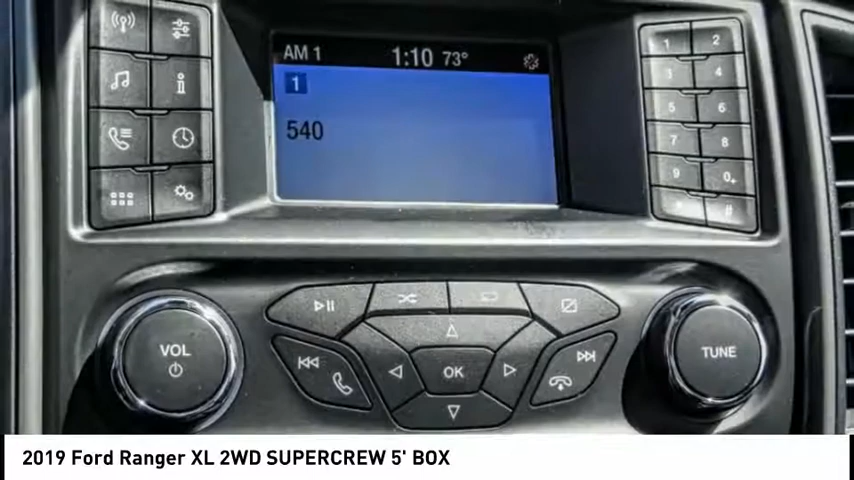 AM 1 1:10 73°
1
540
1 2
3 4
5 6
7 8
9 0+
#
VOL
TUNE
OK
2019 Ford Ranger XL 2WD SUPERCREW 5' BOX